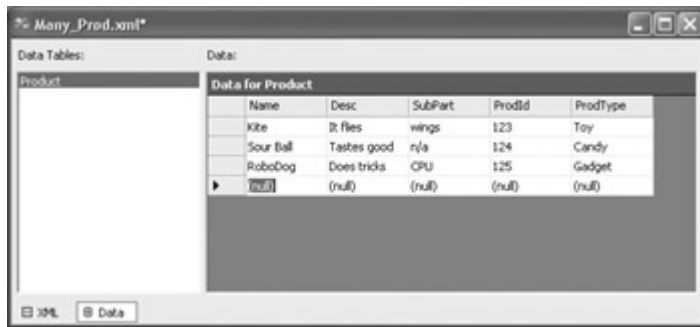 Many_Prod.xml*
Data Tables:
Data:
Product
Data for Product
Name Desc SubPart ProdId ProdType
Kite It flies wings 123 Toy
Sour Ball Tastes good n/a 124 Candy
RoboDog Does tricks CPU 125 Gadget
(null) (null) (null) (null) (null)
XML Data